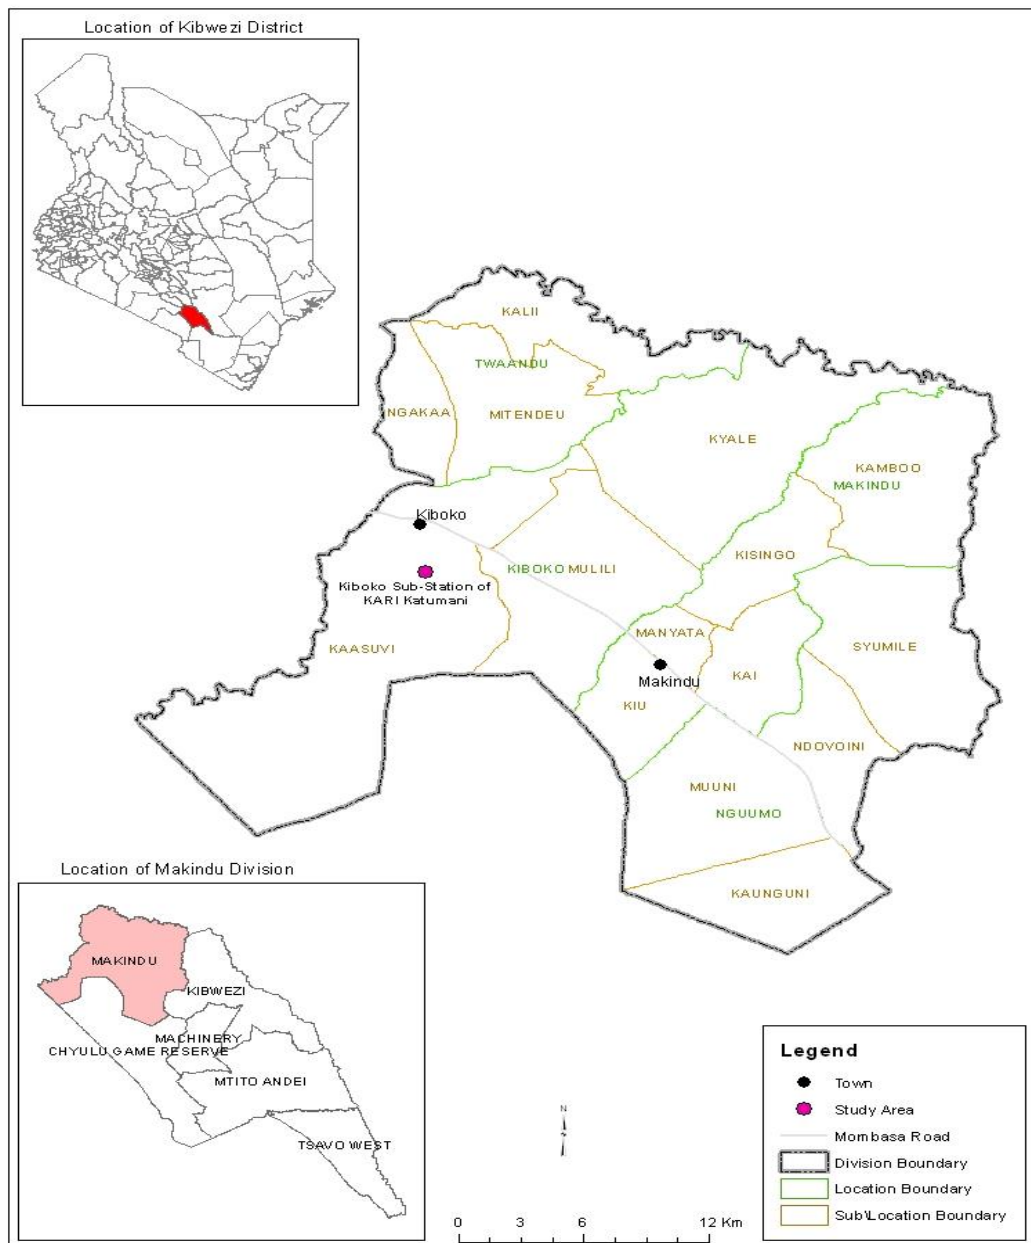 Location of Kibwezi District
KALII
TWAANDU
NGAKAA
MITENDEU
KYALE
KAMBOO
MAKINDU
Kiboko
KISINGO
KIBOKO MULILI
Kiboko Sub-Station of
KARI Katumani
MANYATA
KAASUVI
SYUMILE
Makindu
KAI
KIU
NDOVOINI
MUUNI
NGUUMO
KAUNGUNI
Location of Makindu Division
MAKINDU
KIBWEZI
MACHINERY
CHYULU GAME RESERVE
MTITO ANDEI
TSAVO WEST
N
0 3 6 12 Km
Legend
Town
Study Area
Mombasa Road
Division Boundary
Location Boundary
Sub\Location Boundary